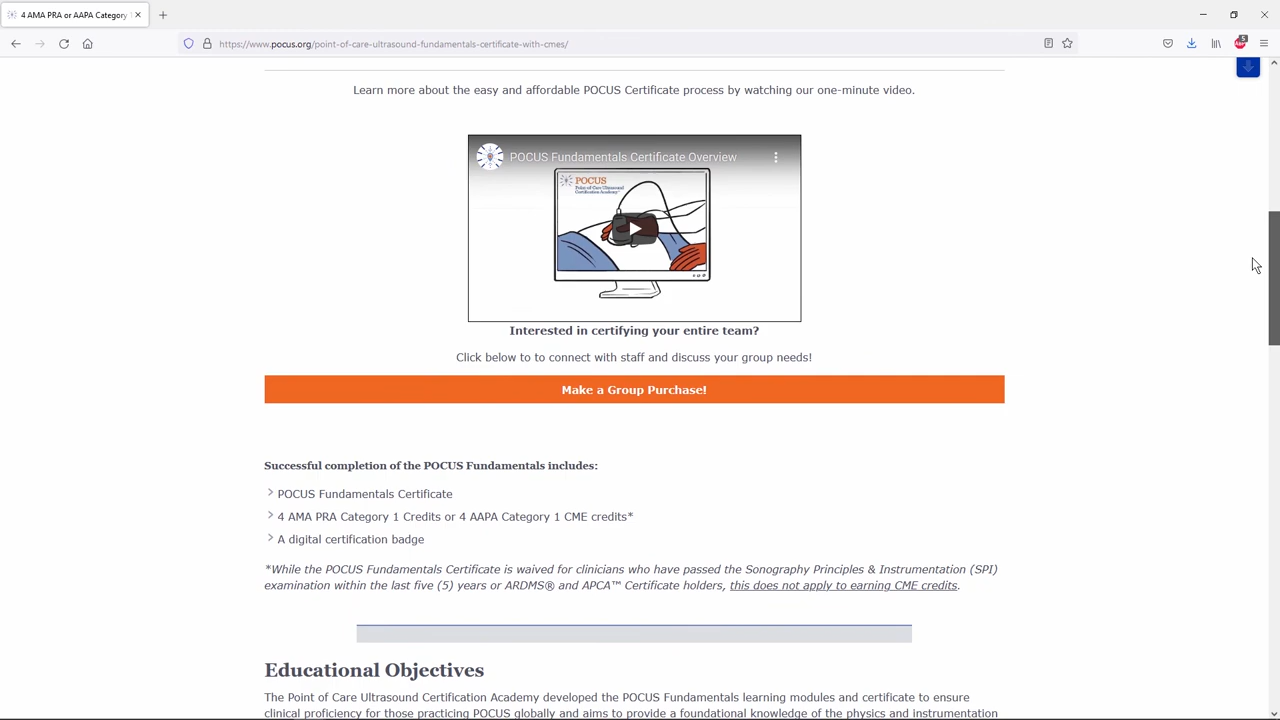 4 AMA PRA or AAPA Category 1
https://www.pocus.org/point-of-care-ultrasound-fundamentals-certificate-with-cmes/
5
Learn more about the easy and affordable POCUS Certificate process by watching our one-minute video.
POCUS Fundamentals Certificate Overview
POCUS
Point of Care Ultrasound
Certification Academy™
Interested in certifying your entire team?
Click below to to connect with staff and discuss your group needs!
Make a Group Purchase!
Successful completion of the POCUS Fundamentals includes:
POCUS Fundamentals Certificate
4 AMA PRA Category 1 Credits or 4 AAPA Category 1 CME credits*
A digital certification badge
*While the POCUS Fundamentals Certificate is waived for clinicians who have passed the Sonography Principles & Instrumentation (SPI)
examination within the last five (5) years or ARDMS® and APCA™ Certificate holders, this does not apply to earning CME credits.
Educational Objectives
The Point of Care Ultrasound Certification Academy developed the POCUS Fundamentals learning modules and certificate to ensure
clinical proficiency for those practicing POCUS globally and aims to provide a foundational knowledge of the physics and instrumentation